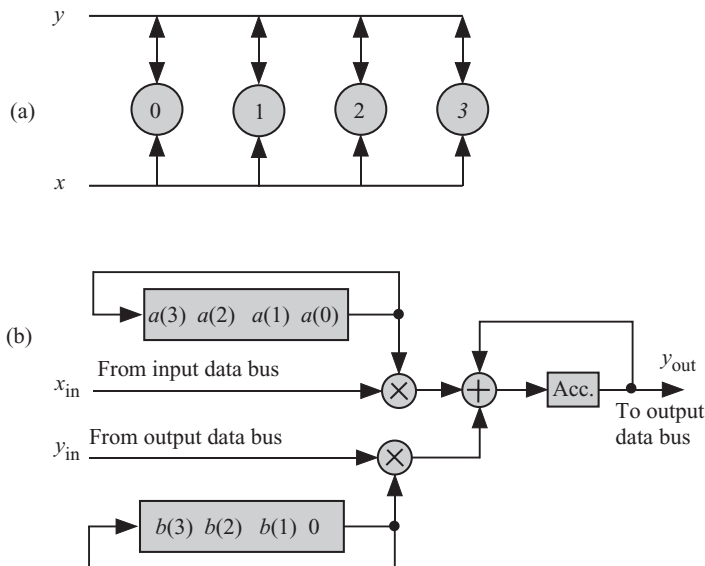 y
(a)
0 1 2 3
x
(b)
a(3) a(2) a(1) a(0)
From input data bus
x_in
y_out
Acc.
To output
data bus
From output data bus
y_in
b(3) b(2) b(1) 0